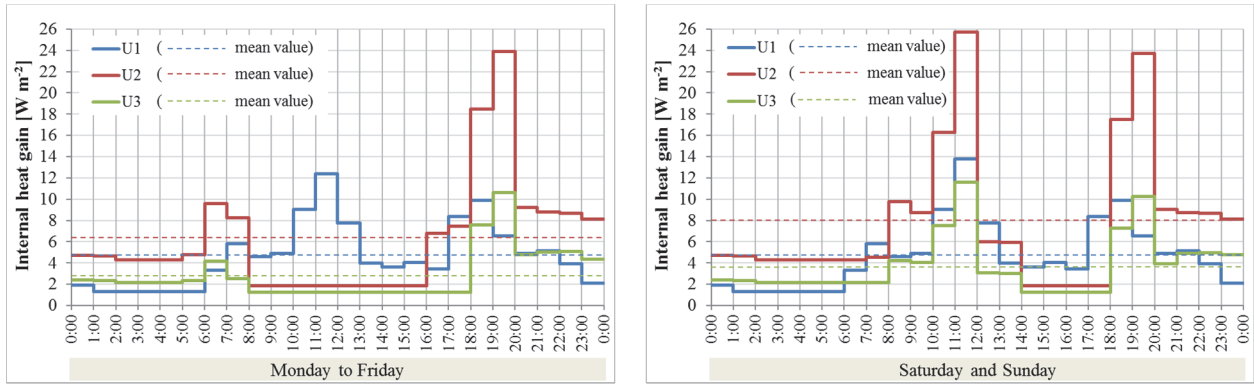 Internal heat gain [W m-2]
26
24
22
20
18
16
14
12
10
8
6
4
2
0
U1 ( mean value)
U2 ( mean value)
U3 ( mean value)
0:00 1:00 2:00 3:00 4:00 5:00 6:00 7:00 8:00 9:00 10:00 11:00 12:00 13:00 14:00 15:00 16:00 17:00 18:00 19:00 20:00 21:00 22:00 23:00 0:00
Monday to Friday
Internal heat gain [W m-2]
26
24
22
20
18
16
14
12
10
8
6
4
2
0
U1 ( mean value)
U2 ( mean value)
U3 ( mean value)
0:00 1:00 2:00 3:00 4:00 5:00 6:00 7:00 8:00 9:00 10:00 11:00 12:00 13:00 14:00 15:00 16:00 17:00 18:00 19:00 20:00 21:00 22:00 23:00 0:00
Saturday and Sunday